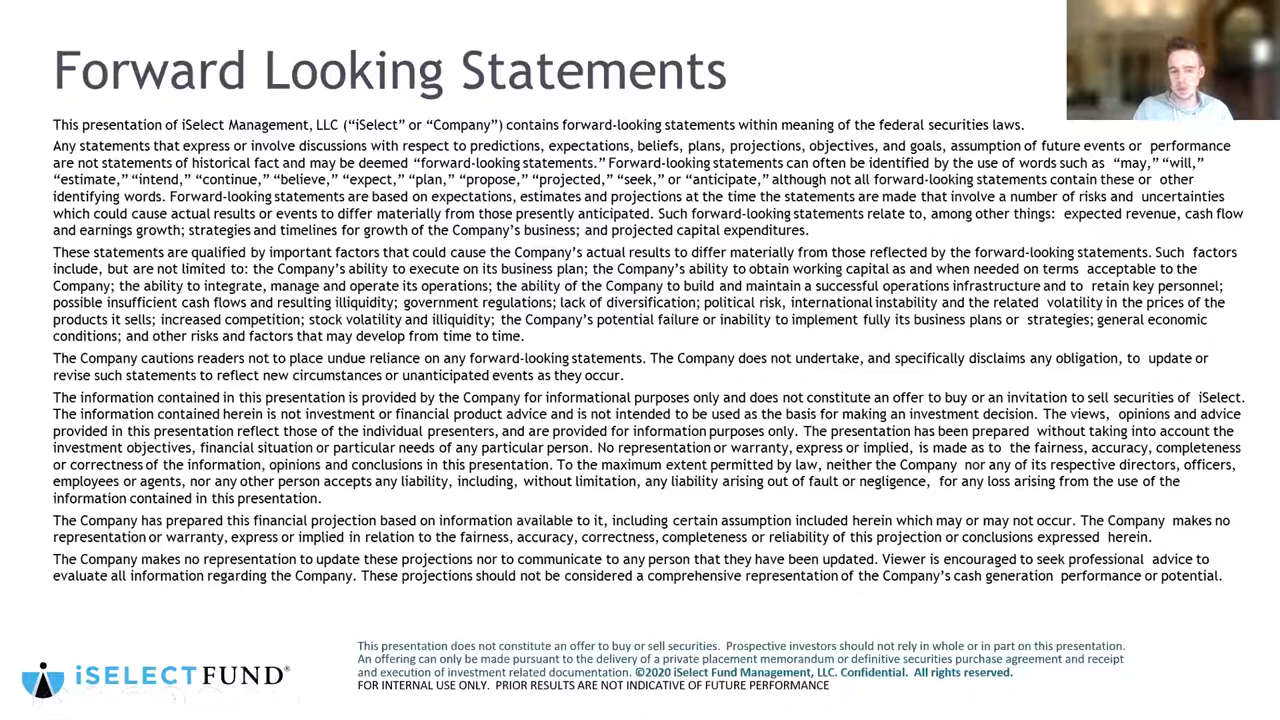 Forward Looking Statements
This presentation of iSelect Management, LLC (“iSelect” or “Company”) contains forward-looking statements within meaning of the federal securities laws.
Any statements that express or involve discussions with respect to predictions, expectations, beliefs, plans, projections, objectives, and goals, assumption of future events or performance
are not statements of historical fact and may be deemed “forward-looking statements.” Forward-looking statements can often be identified by the use of words such as “may,” “will,”
“estimate,” “intend,” “continue,” “believe,” “expect,” “plan,” “propose,” “projected,” “seek,” or “anticipate,” although not all forward-looking statements contain these or other
identifying words. Forward-looking statements are based on expectations, estimates and projections at the time the statements are made that involve a number of risks and uncertainties
which could cause actual results or events to differ materially from those presently anticipated. Such forward-looking statements relate to, among other things: expected revenue, cash flow
and earnings growth; strategies and timelines for growth of the Company’s business; and projected capital expenditures.
These statements are qualified by important factors that could cause the Company’s actual results to differ materially from those reflected by the forward-looking statements. Such factors
include, but are not limited to: the Company’s ability to execute on its business plan; the Company’s ability to obtain working capital as and when needed on terms acceptable to the
Company; the ability to integrate, manage and operate its operations; the ability of the Company to build and maintain a successful operations infrastructure and to retain key personnel;
possible insufficient cash flows and resulting illiquidity; government regulations; lack of diversification; political risk, international instability and the related volatility in the prices of the
products it sells; increased competition; stock volatility and illiquidity; the Company’s potential failure or inability to implement fully its business plans or strategies; general economic
conditions; and other risks and factors that may develop from time to time.
The Company cautions readers not to place undue reliance on any forward-looking statements. The Company does not undertake, and specifically disclaims any obligation, to update or
revise such statements to reflect new circumstances or unanticipated events as they occur.
The information contained in this presentation is provided by the Company for informational purposes only and does not constitute an offer to buy or an invitation to sell securities of iSelect.
The information contained herein is not investment or financial product advice and is not intended to be used as the basis for making an investment decision. The views, opinions and advice
provided in this presentation reflect those of the individual presenters, and are provided for information purposes only. The presentation has been prepared without taking into account the
investment objectives, financial situation or particular needs of any particular person. No representation or warranty, express or implied, is made as to the fairness, accuracy, completeness
or correctness of the information, opinions and conclusions in this presentation. To the maximum extent permitted by law, neither the Company nor any of its respective directors, officers,
employees or agents, nor any other person accepts any liability, including, without limitation, any liability arising out of fault or negligence, for any loss arising from the use of the
information contained in this presentation.
The Company has prepared this financial projection based on information available to it, including certain assumption included herein which may or may not occur. The Company makes no
representation or warranty, express or implied in relation to the fairness, accuracy, correctness, completeness or reliability of this projection or conclusions expressed herein.
The Company makes no representation to update these projections nor to communicate to any person that they have been updated. Viewer is encouraged to seek professional advice to
evaluate all information regarding the Company. These projections should not be considered a comprehensive representation of the Company’s cash generation performance or potential.
iSELECTFUND®
This presentation does not constitute an offer to buy or sell securities. Prospective investors should not rely in whole or in part on this presentation.
An offering can only be made pursuant to the delivery of a private placement memorandum or definitive securities purchase agreement and receipt
and execution of investment related documentation. ©2020 iSelect Fund Management, LLC. Confidential. All rights reserved.
FOR INTERNAL USE ONLY. PRIOR RESULTS ARE NOT INDICATIVE OF FUTURE PERFORMANCE